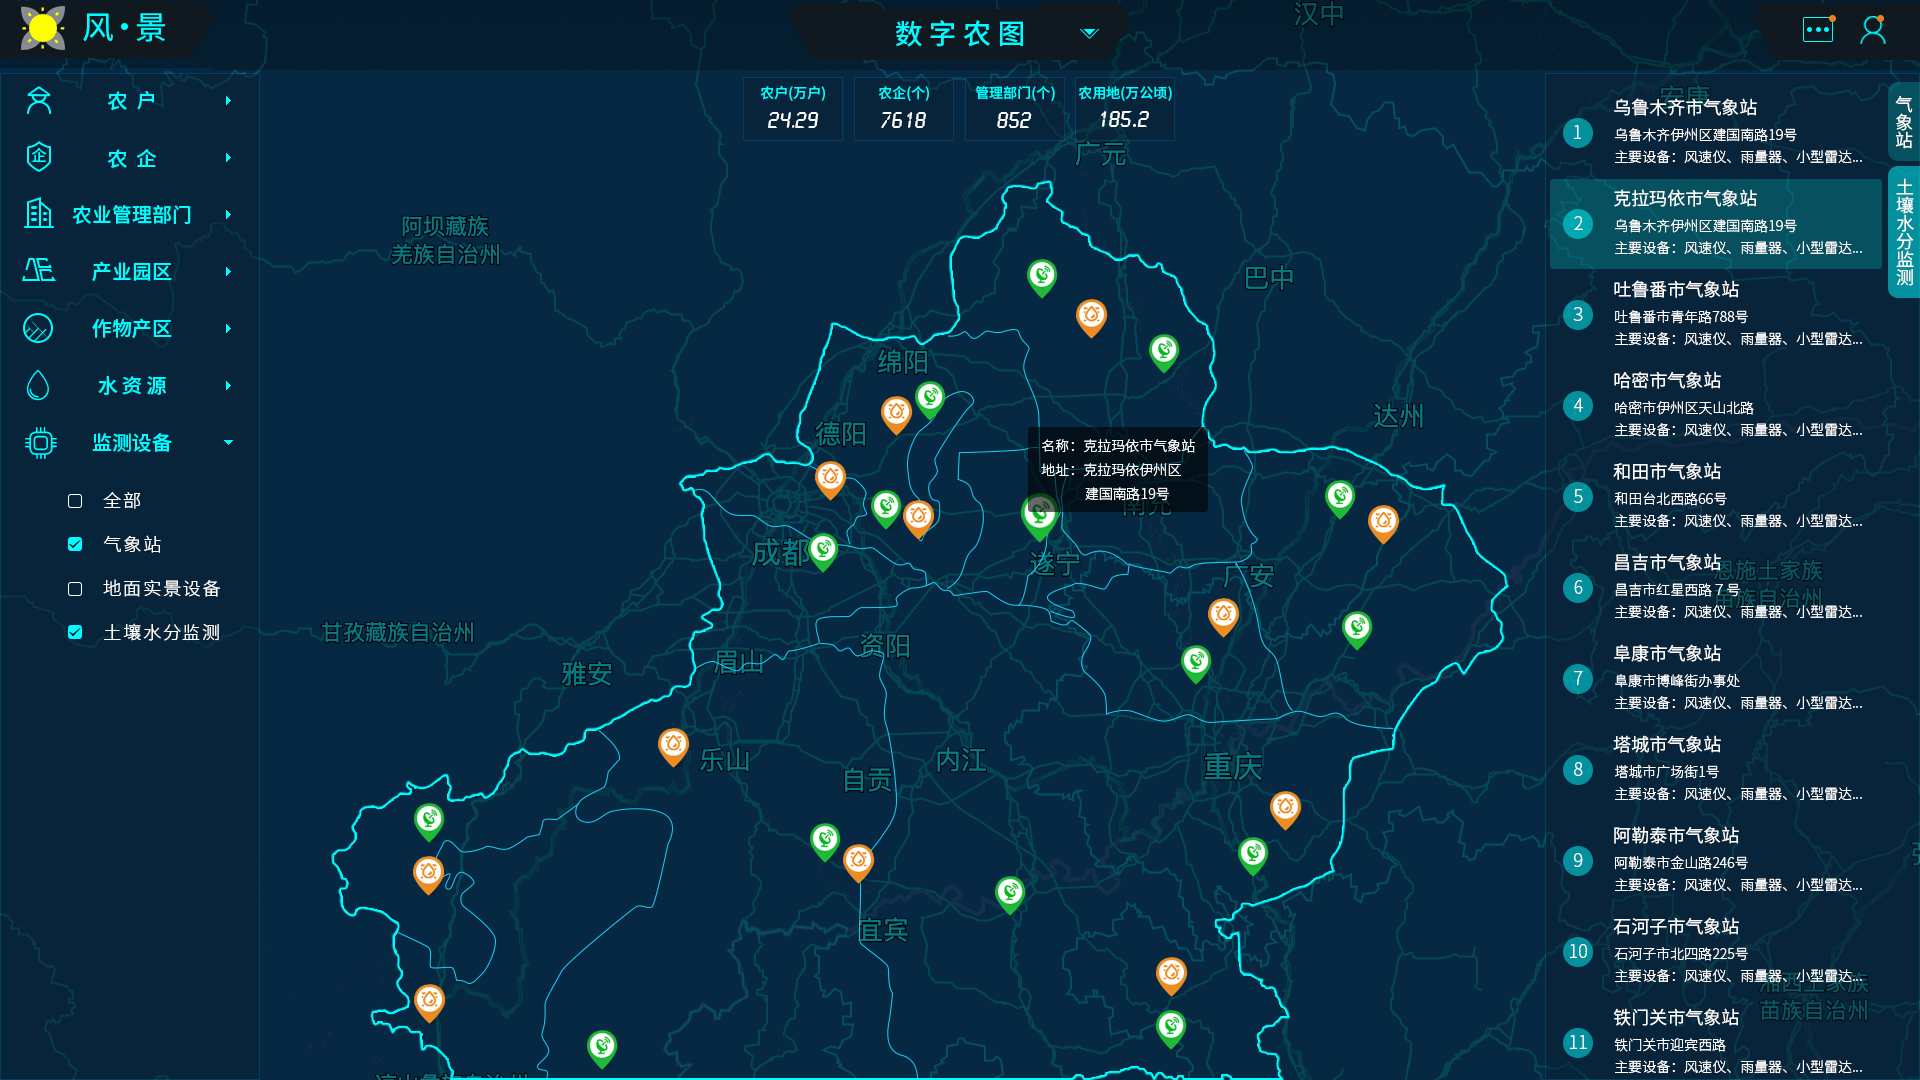 风·景
数字农图
农户
农企
农业管理部门
产业园区
作物产区
水资源
监测设备
全部
气象站
地面实景设备
土壤水分监测
农户(万户)
24.29
农企(个)
7618
管理部门(个)
852
农用地(万公顷)
185.2
汉中
安康
广元
阿坝藏族
羌族自治州
巴中
绵阳
达州
德阳
名称：克拉玛依市气象站
地址：克拉玛依伊州区
建国南路19号
南充
成都
遂宁
广安
恩施土家族
苗族自治州
甘孜藏族自治州
资阳
眉山
雅安
乐山
内江
重庆
自贡
宜宾
湘西土家族
苗族自治州
气象站
土壤水分监测
1
乌鲁木齐市气象站
乌鲁木齐伊州区建国南路19号
主要设备：风速仪、雨量器、小型雷达...
2
克拉玛依市气象站
乌鲁木齐伊州区建国南路19号
主要设备：风速仪、雨量器、小型雷达...
3
吐鲁番市气象站
吐鲁番市青年路788号
主要设备：风速仪、雨量器、小型雷达...
4
哈密市气象站
哈密市伊州区天山北路
主要设备：风速仪、雨量器、小型雷达...
5
和田市气象站
和田台北西路66号
主要设备：风速仪、雨量器、小型雷达...
6
昌吉市气象站
昌吉市红星西路７号
主要设备：风速仪、雨量器、小型雷达...
7
阜康市气象站
阜康市博峰街办事处
主要设备：风速仪、雨量器、小型雷达...
8
塔城市气象站
塔城市广场街1号
主要设备：风速仪、雨量器、小型雷达...
9
阿勒泰市气象站
阿勒泰市金山路246号
主要设备：风速仪、雨量器、小型雷达...
10
石河子市气象站
石河子市北四路225号
主要设备：风速仪、雨量器、小型雷达...
11
铁门关市气象站
铁门关市迎宾西路
主要设备：风速仪、雨量器、小型雷达...